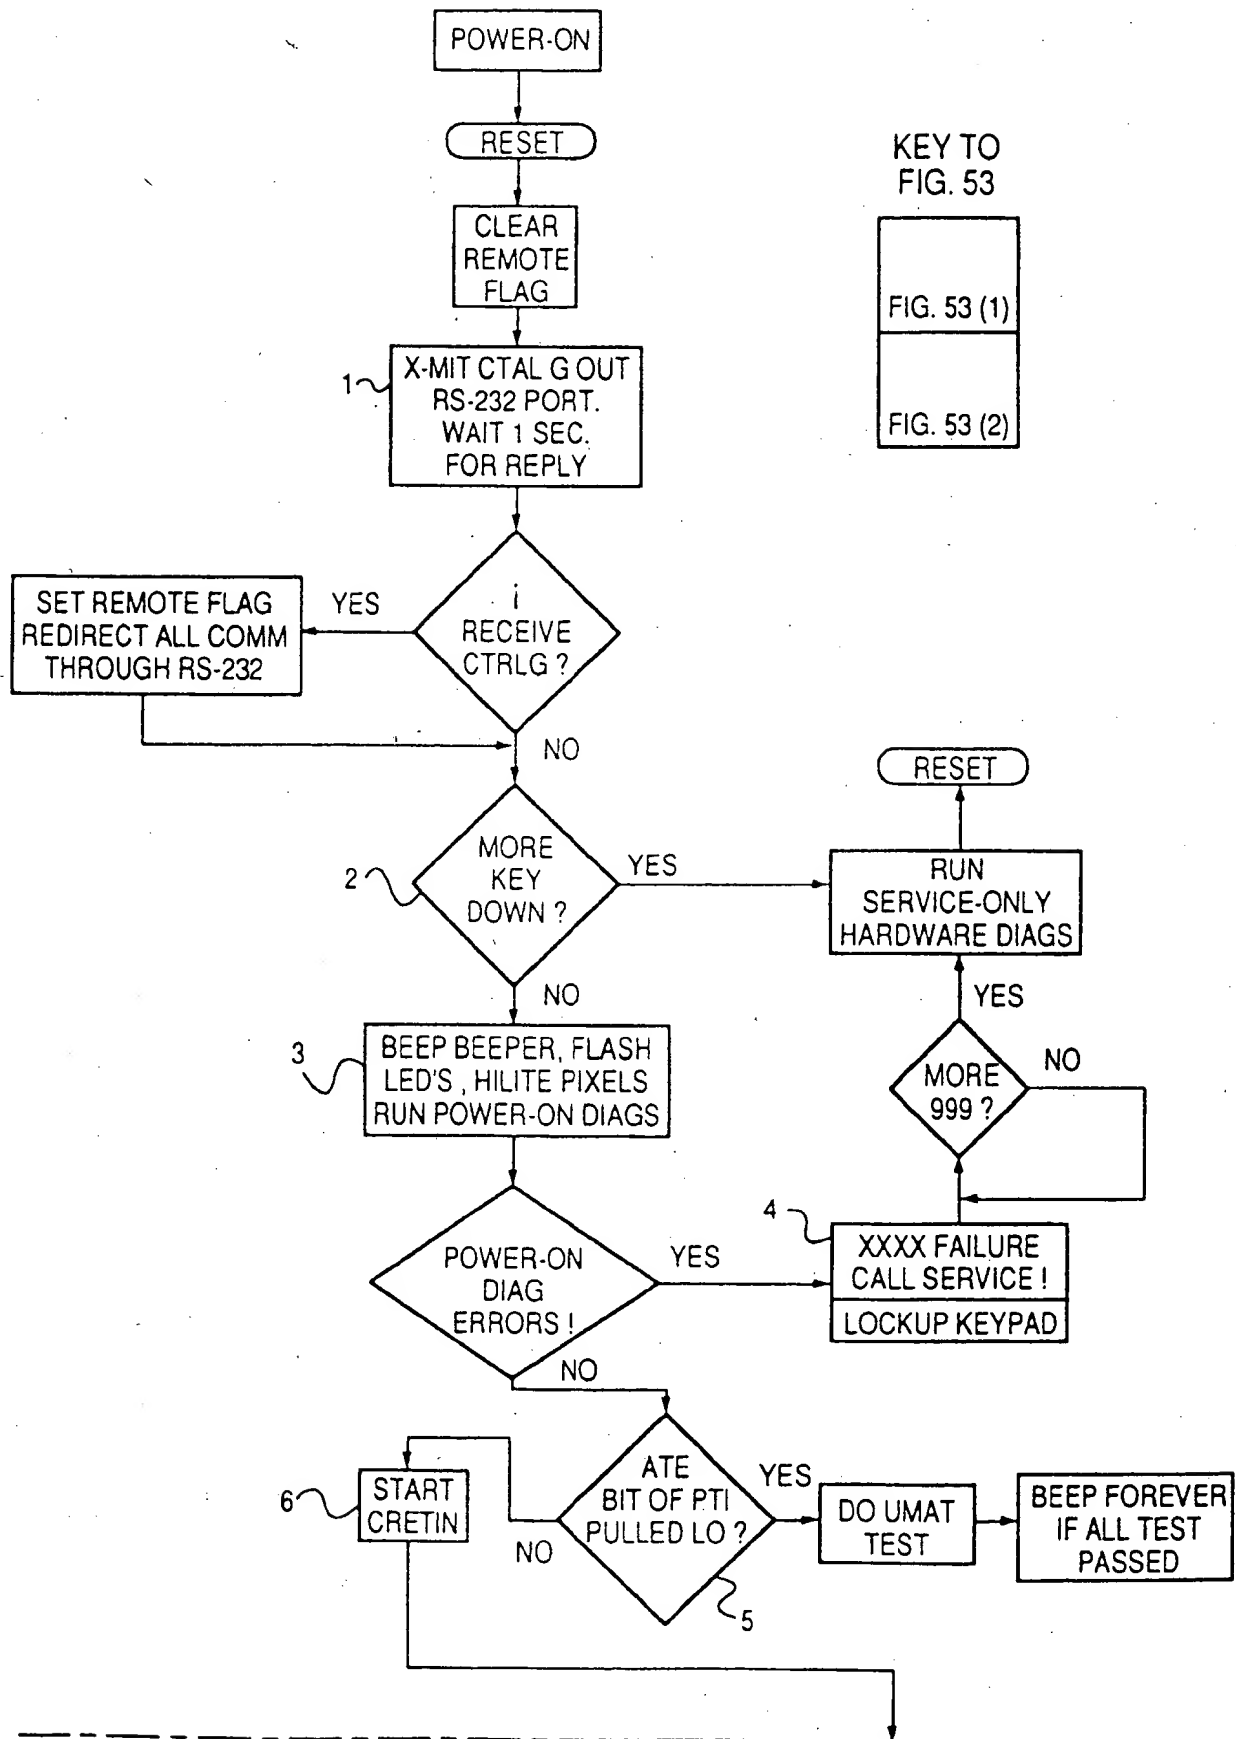 POWER-ON
RESET
KEY TO
FIG. 53
FIG. 53 (1)
FIG. 53 (2)
CLEAR
REMOTE
FLAG
1
X-MIT CTAL G OUT
RS-232 PORT.
WAIT 1 SEC.
FOR REPLY
i
RECEIVE
CTRLG ?
YES
SET REMOTE FLAG
REDIRECT ALL COMM
THROUGH RS-232
NO
2
MORE
KEY
DOWN ?
YES
RESET
RUN
SERVICE-ONLY
HARDWARE DIAGS
NO
YES
3
BEEP BEEPER, FLASH
LED'S , HILITE PIXELS
RUN POWER-ON DIAGS
MORE
999 ?
NO
POWER-ON
DIAG
ERRORS !
YES
4
XXXX FAILURE
CALL SERVICE !
LOCKUP KEYPAD
NO
6
START
CRETIN
NO
ATE
BIT OF PTI
PULLED LO ?
5
YES
DO UMAT
TEST
BEEP FOREVER
IF ALL TEST
PASSED